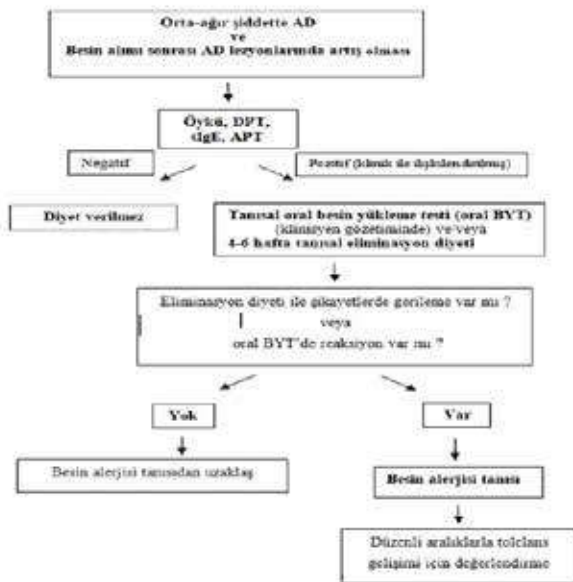 Orta-ağır şiddette AD
ve
Besin alımı sonrası AD lezyonlarında artış olması
Öykü, DPT,
sIgE, APT
Negatif
Pozitif (klinik ile ilişkilendirilmiş)
Diyet verilmez
Tanısal oral besin yükleme testi (oral BYT)
(klinisyen gözetiminde) ve/veya
4-6 hafta tanısal eliminasyon diyeti
Eliminasyon diyeti ile şikayetlerde gerileme var mı ?
veya
oral BYT'de reaksiyon var mı ?
Yok
Var
Besin alerjisi tanısından uzaklaş
Besin alerjisi tanısı
Düzenli aralıklarla tolerans
gelişimi için değerlendirme